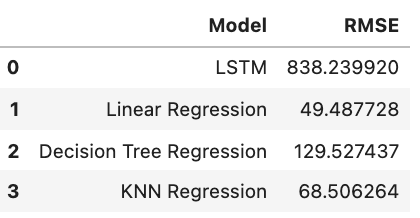 Model RMSE
0 LSTM 838.239920
1 Linear Regression 49.487728
2 Decision Tree Regression 129.527437
3 KNN Regression 68.506264